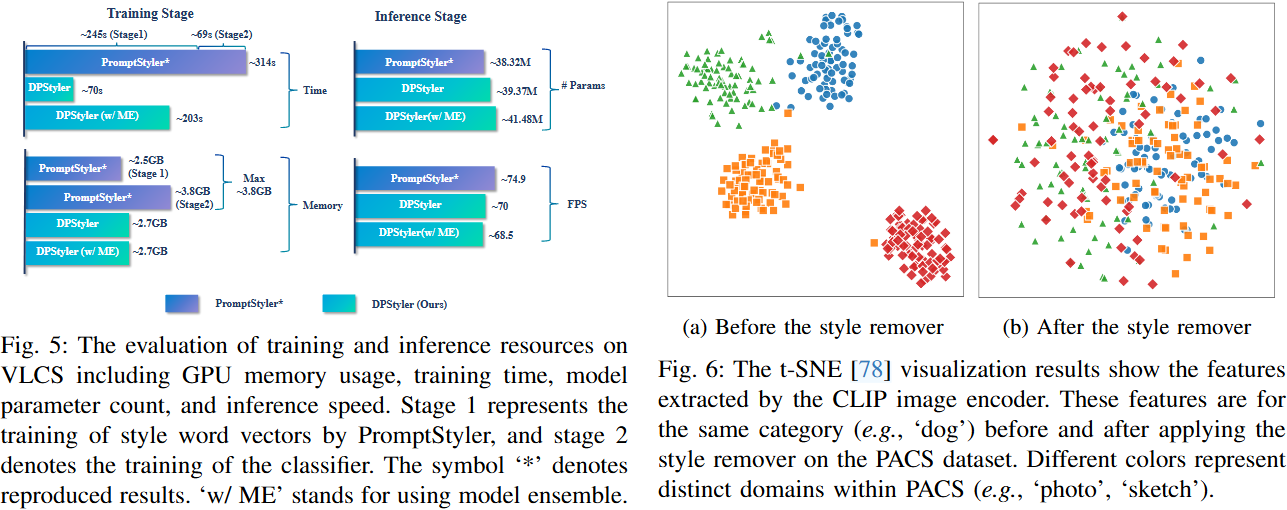 Training Stage
~245s (Stage1)
~69s (Stage2)
PromptStyler*
~314s
DPStyler
~70s
DPStyler (w/ ME)
~203s
Time
PromptStyler*
~2.5GB
(Stage 1)
PromptStyler*
~3.8GB
(Stage2)
Max
~3.8GB
DPStyler
~2.7GB
DPStyler (w/ ME)
~2.7GB
Memory
Inference Stage
PromptStyler*
~38.32M
DPStyler
~39.37M
DPStyler(w/ ME)
~41.48M
# Params
PromptStyler*
~74.9
DPStyler
~70
DPStyler(w/ ME)
~68.5
FPS
PromptStyler*
DPStyler (Ours)
Fig. 5: The evaluation of training and inference resources on
VLCS including GPU memory usage, training time, model
parameter count, and inference speed. Stage 1 represents the
training of style word vectors by PromptStyler, and stage 2
denotes the training of the classifier. The symbol ‘*’ denotes
reproduced results. ‘w/ ME’ stands for using model ensemble.
(a) Before the style remover
(b) After the style remover
Fig. 6: The t-SNE [78] visualization results show the features
extracted by the CLIP image encoder. These features are for
the same category (e.g., ‘dog’) before and after applying the
style remover on the PACS dataset. Different colors represent
distinct domains within PACS (e.g., ‘photo’, ‘sketch’).